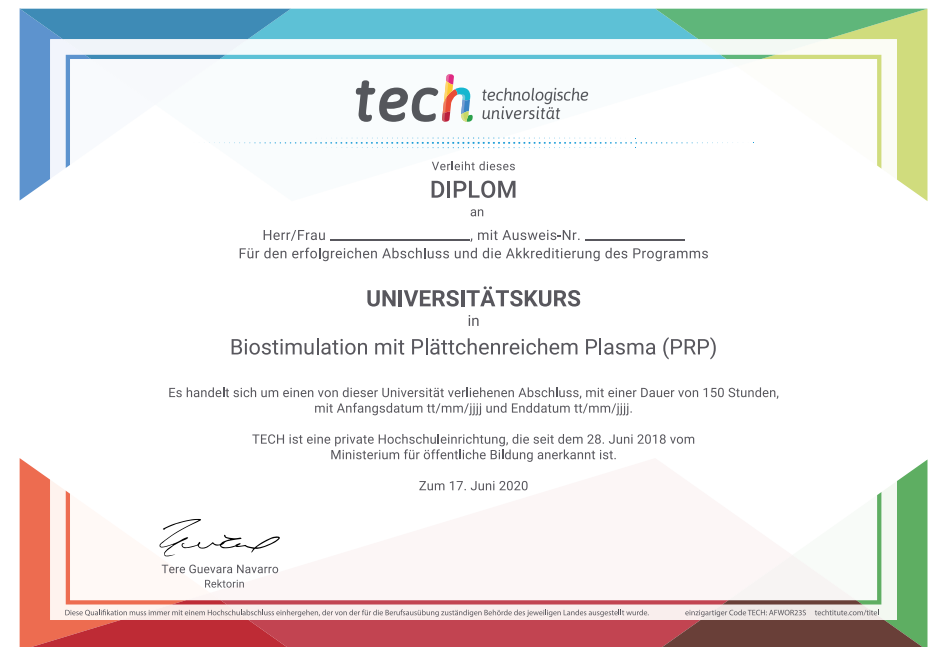 tech technologische
universität
Verleiht dieses
DIPLOM
an
Herr/Frau ____________________, mit Ausweis-Nr. ______________
Für den erfolgreichen Abschluss und die Akkreditierung des Programms
UNIVERSITÄTSKURS
in
Biostimulation mit Plättchenreichem Plasma (PRP)
Es handelt sich um einen von dieser Universität verliehenen Abschluss, mit einer Dauer von 150 Stunden,
mit Anfangsdatum tt/mm/jjjj und Enddatum tt/mm/jjjj.
TECH ist eine private Hochschuleinrichtung, die seit dem 28. Juni 2018 vom
Ministerium für öffentliche Bildung anerkannt ist.
Zum 17. Juni 2020
Tere Guevara Navarro
Rektorin
Diese Qualifikation muss immer mit einem Hochschulabschluss einhergehen, der von der für die Berufsausübung zuständigen Behörde des jeweiligen Landes ausgestellt wurde. einzigartiger Code TECH: AFWOR23S techtitute.com/titel